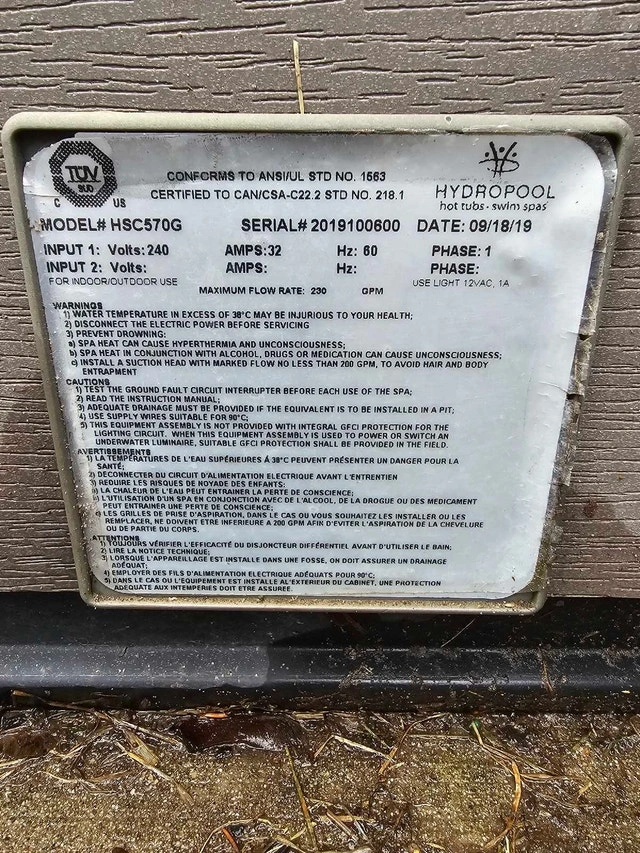 TÜV
SUD
C US
CONFORMS TO ANSI/UL STD NO. 1563
CERTIFIED TO CAN/CSA-C22.2 STD NO. 218.1
HYDROPOOL
hot tubs · swim spas
MODEL# HSC570G SERIAL# 2019100600 DATE: 09/18/19
INPUT 1: Volts: 240 AMPS: 32 Hz: 60 PHASE: 1
INPUT 2: Volts: AMPS: Hz: PHASE:
FOR INDOOR/OUTDOOR USE USE LIGHT 12VAC, 1A
MAXIMUM FLOW RATE: 230 GPM
WARNINGS
1) WATER TEMPERATURE IN EXCESS OF 38°C MAY BE INJURIOUS TO YOUR HEALTH;
2) DISCONNECT THE ELECTRIC POWER BEFORE SERVICING
3) PREVENT DROWNING:
a) SPA HEAT CAN CAUSE HYPERTHERMIA AND UNCONSCIOUSNESS;
b) SPA HEAT IN CONJUNCTION WITH ALCOHOL, DRUGS OR MEDICATION CAN CAUSE UNCONSCIOUSNESS;
c) INSTALL A SUCTION HEAD WITH MARKED FLOW NO LESS THAN 200 GPM, TO AVOID HAIR AND BODY
ENTRAPMENT
CAUTIONS
1) TEST THE GROUND FAULT CIRCUIT INTERRUPTER BEFORE EACH USE OF THE SPA;
2) READ THE INSTRUCTION MANUAL;
3) ADEQUATE DRAINAGE MUST BE PROVIDED IF THE EQUIVALENT IS TO BE INSTALLED IN A PIT;
4) USE SUPPLY WIRES SUITABLE FOR 90°C;
5) THIS EQUIPMENT ASSEMBLY IS NOT PROVIDED WITH INTEGRAL GFCI PROTECTION FOR THE
LIGHTING CIRCUIT. WHEN THIS EQUIPMENT ASSEMBLY IS USED TO POWER OR SWITCH AN
UNDERWATER LUMINAIRE, SUITABLE GFCI PROTECTION SHALL BE PROVIDED IN THE FIELD.
AVERTISSEMENTS
1) LA TEMPÉRATURES DE L'EAU SUPÉRIEURES Á 38°C PEUVENT PRÉSENTER UN DANGER POUR LA
SANTÉ;
2) DÉCONNECTER DU CIRCUIT D'ALIMENTATION ELECTRIQUE AVANT L'ENTRETIEN
3) REDUIRE LES RISQUES DE NOYADE DES ENFANTS:
a) LA CHALEUR DE L'EAU PEUT ENTRAINER LA PERTE DE CONSCIENCE;
b) L'UTILISATION D'UN SPA EN CONJONCTION AVEC DE L'ALCOOL, DE LA DROGUE OU DES MEDICAMENT
PEUT ENTRAINER UNE PERTE DE CONSCIENCE;
c) LES GRILLES DE PRISE D'ASPIRATION, DANS LE CAS OU VOUS SOUHAITEZ LES INSTALLER OU LES
REMPLACER, NE DOIVENT ETRE INFERIEURE A 200 GPM AFIN D'EVITER L'ASPIRATION DE LA CHEVELURE
OU DE PARTIE DU CORPS.
ATTENTIONS
1) TOUJOURS VÉRIFIER L'EFFICACITÉ DU DISJONCTEUR DIFFÉRENTIEL AVANT D'UTILISER LE BAIN;
2) LIRE LA NOTICE TECHNIQUE;
3) LORSQUE L'APPAREILLAGE EST INSTALLE DANS UNE FOSSE, ON DOIT ASSURER UN DRAINAGE
ADÉQUAT;
4) EMPLOYER DES FILS D'ALIMENTATION ELECTRIQUE ADÉQUATS POUR 90°C;
5) DANS LE CAS OU L'EQUIPEMENT EST INSTALLE AL'EXTERIEUR DU CABINET, UNE PROTECTION
ADÉQUATE AUX INTEMPÉRIES DOIT ETRE ASSUREE.